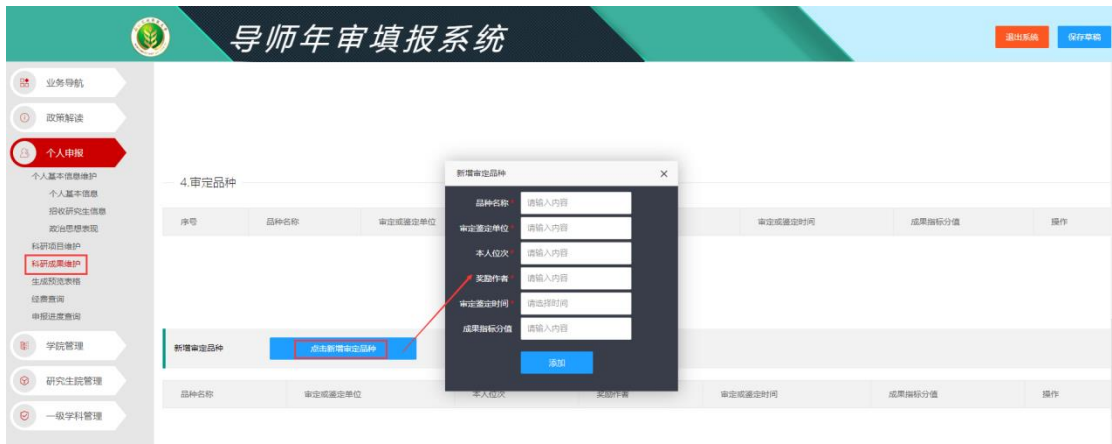 导师年审填报系统
退出系统
保存草稿
业务导航
政策解读
个人申报
个人基本信息维护
个人基本信息
招收研究生信息
政治思想表现
科研项目维护
科研成果维护
生成预览表格
经费查询
申报进度查询
学院管理
研究生院管理
一级学科管理
4.审定品种
序号 品种名称 审定或鉴定单位 审定或鉴定时间 成果指标分值 操作
新增审定品种 ×
品种名称* 请输入内容
审定鉴定单位* 请输入内容
本人位次* 请输入内容
奖励作者* 请输入内容
审定鉴定时间* 请选择时间
成果指标分值 请输入内容
添加
新增审定品种 点击新增审定品种
品种名称 审定或鉴定单位 本人位次 奖励作者 审定或鉴定时间 成果指标分值 操作